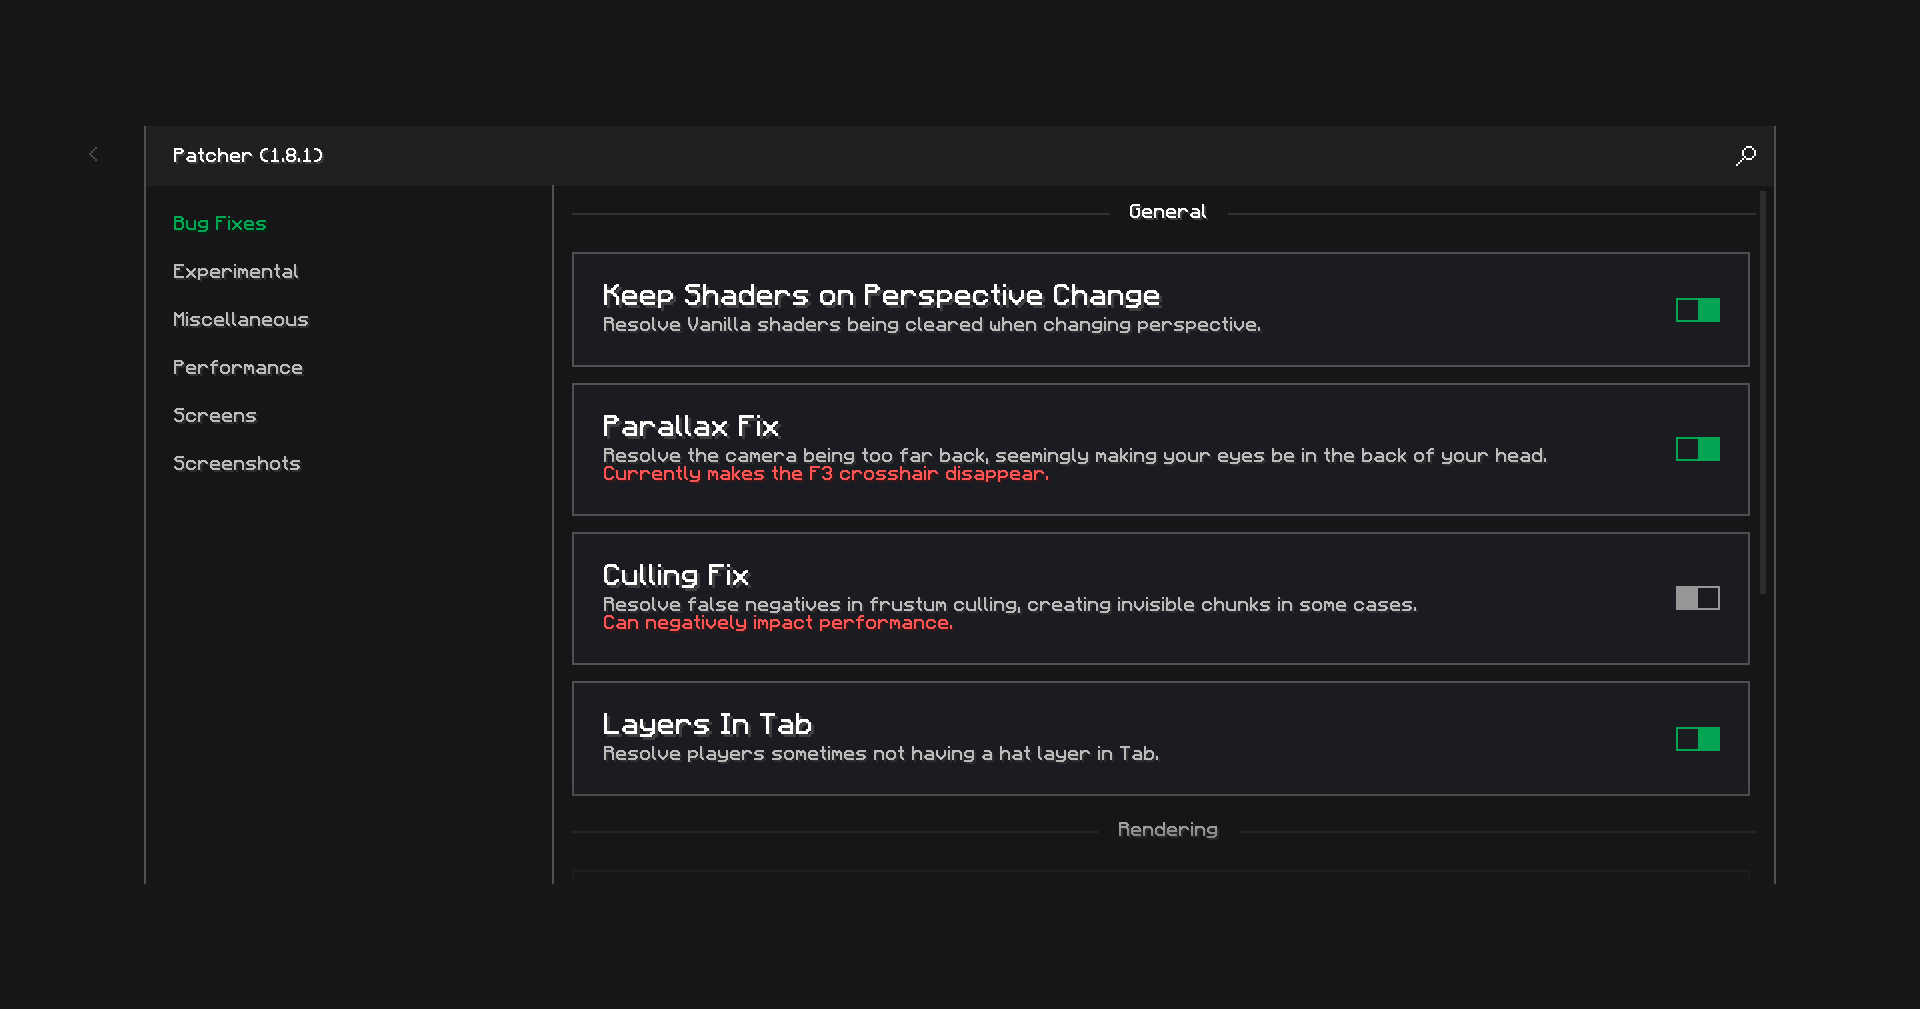 Patcher (1.8.1)
Bug Fixes
Experimental
Miscellaneous
Performance
Screens
Screenshots
General
Keep Shaders on Perspective Change
Resolve Vanilla shaders being cleared when changing perspective.
Parallax Fix
Resolve the camera being too far back, seemingly making your eyes be in the back of your head.
Currently makes the F3 crosshair disappear.
Culling Fix
Resolve false negatives in frustum culling, creating invisible chunks in some cases.
Can negatively impact performance.
Layers In Tab
Resolve players sometimes not having a hat layer in Tab.
Rendering